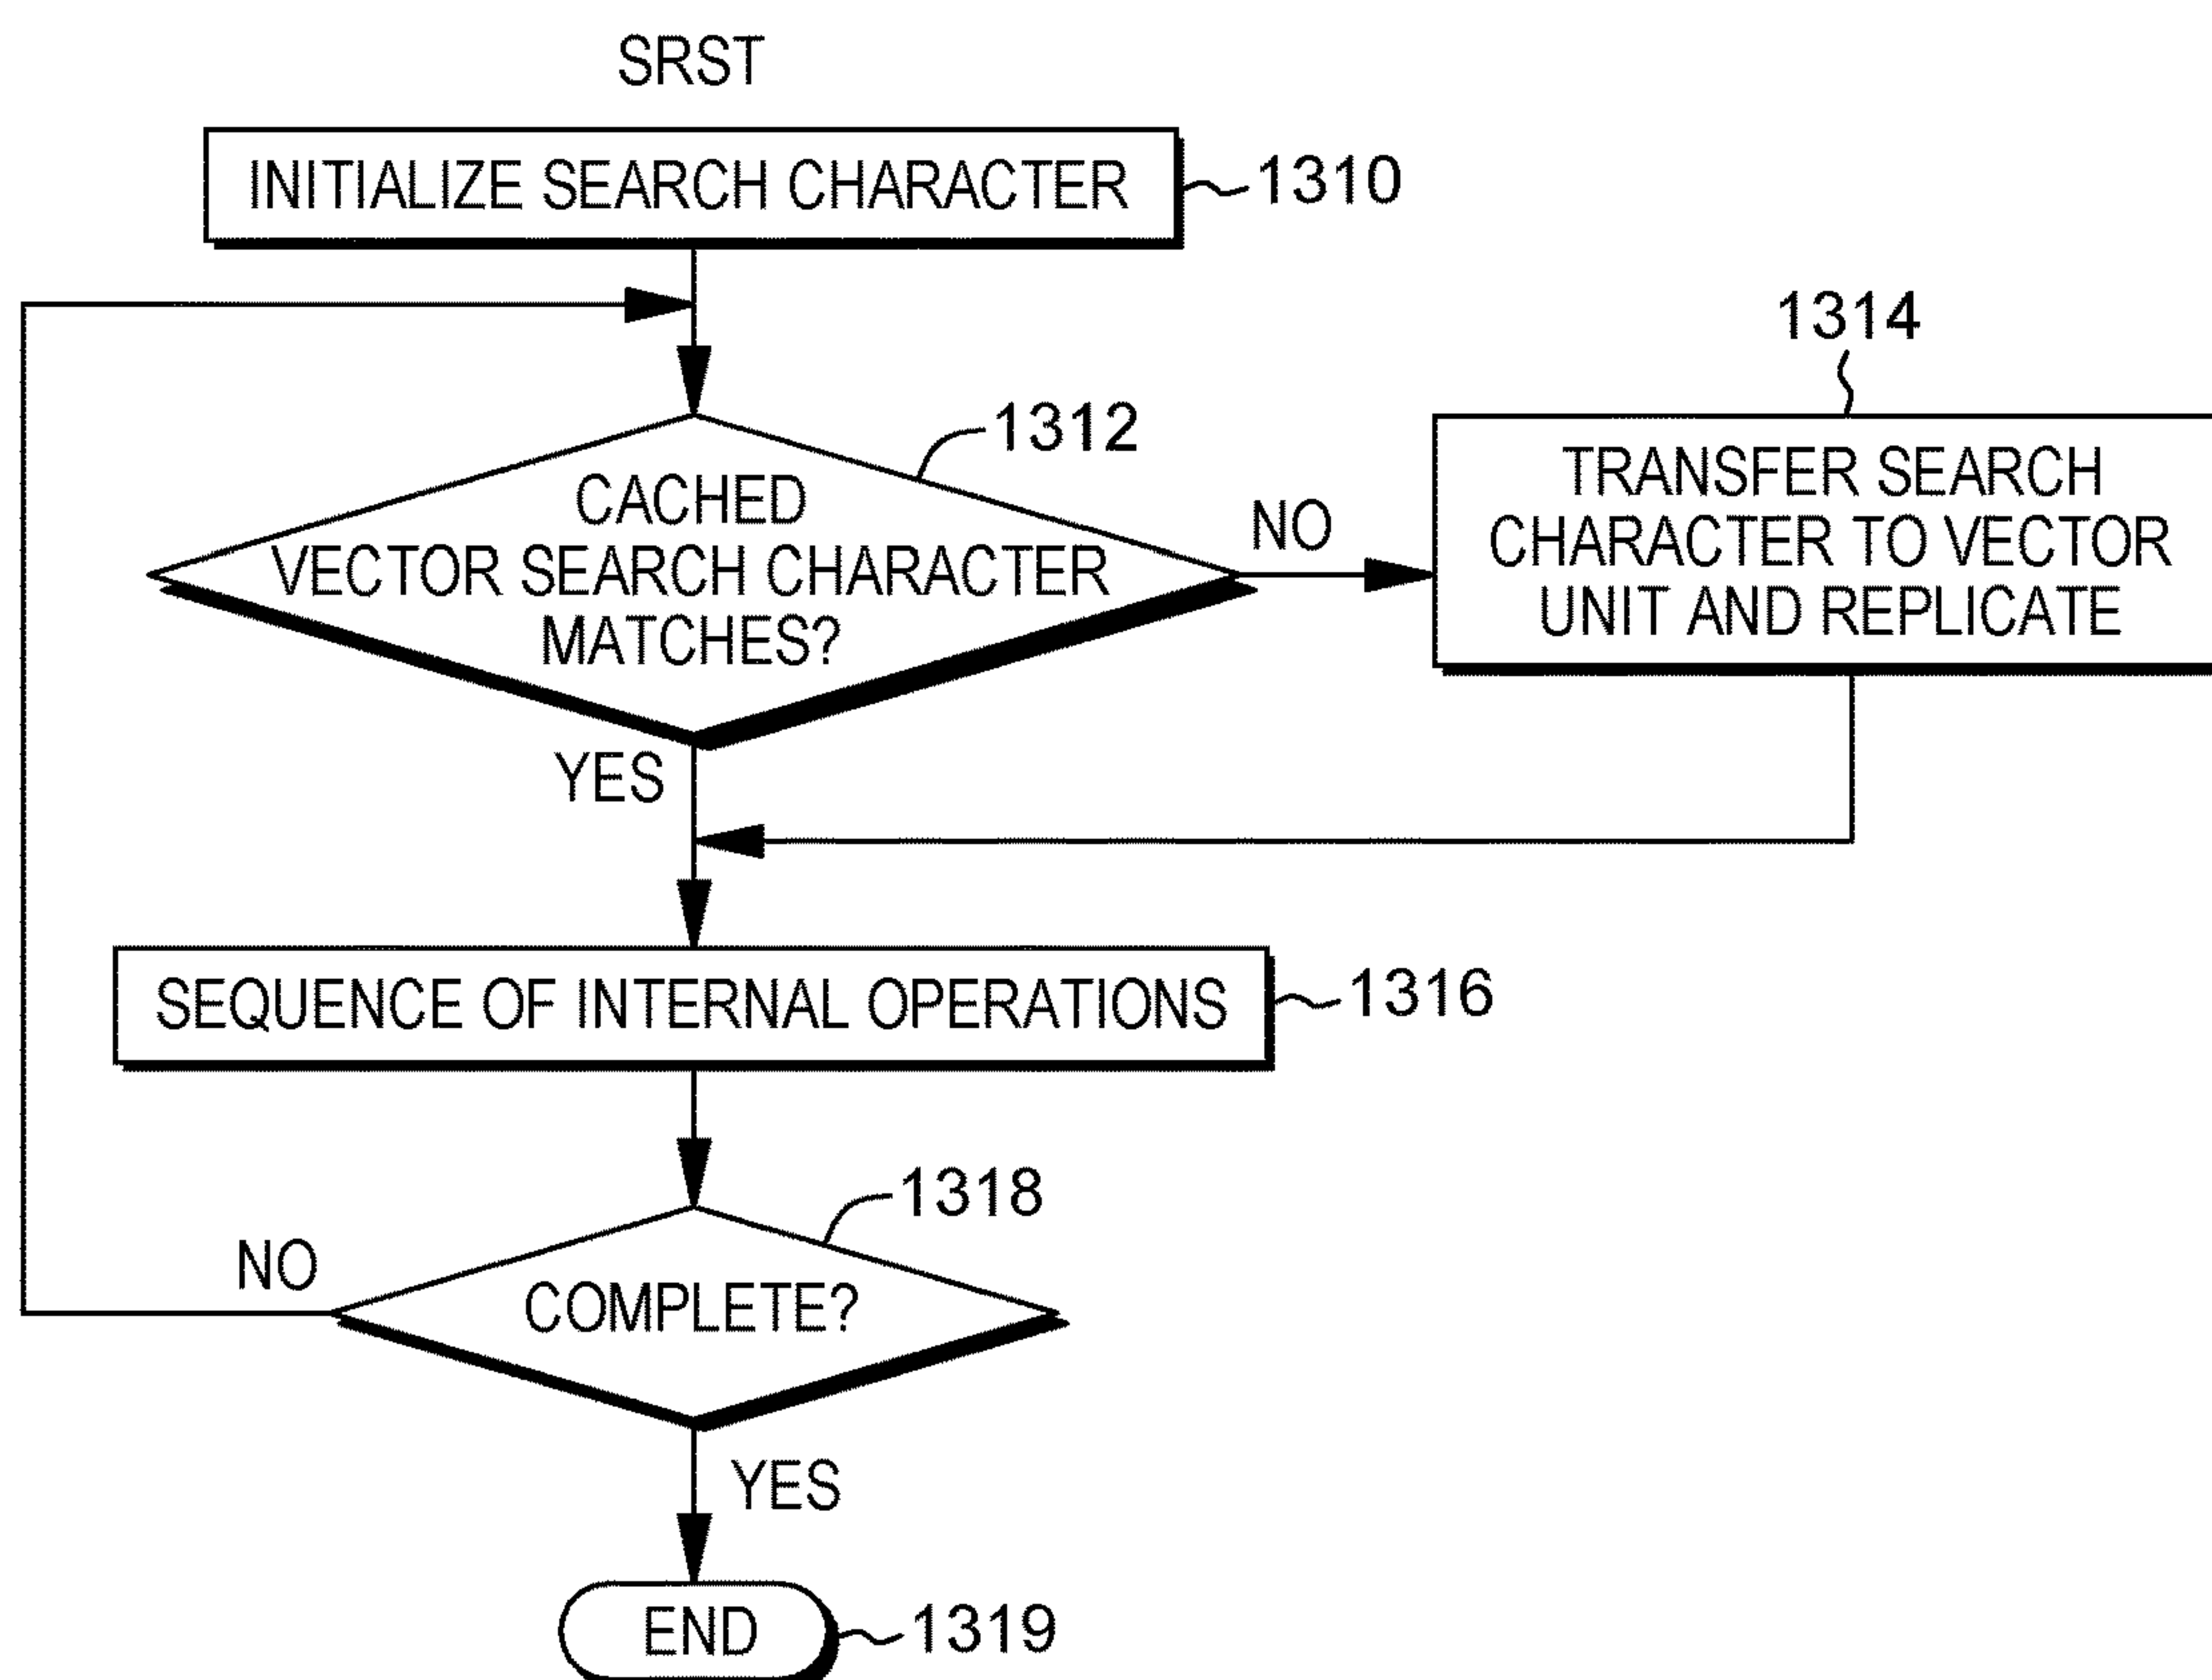 SRST
INITIALIZE SEARCH CHARACTER
1310
1314
1312
CACHED
VECTOR SEARCH CHARACTER
MATCHES?
NO
TRANSFER SEARCH
CHARACTER TO VECTOR
UNIT AND REPLICATE
YES
SEQUENCE OF INTERNAL OPERATIONS
1316
1318
NO
COMPLETE?
YES
END
1319